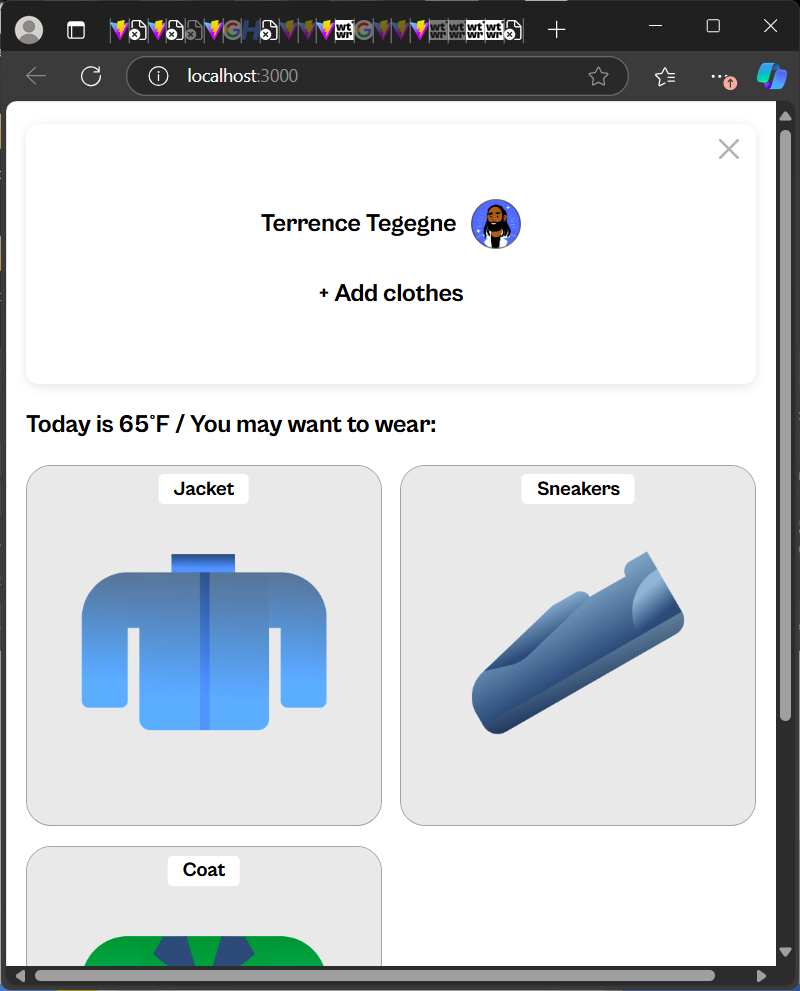 localhost:3000
Terrence Tegegne
+ Add clothes
Today is 65°F / You may want to wear:
Jacket
Sneakers
Coat